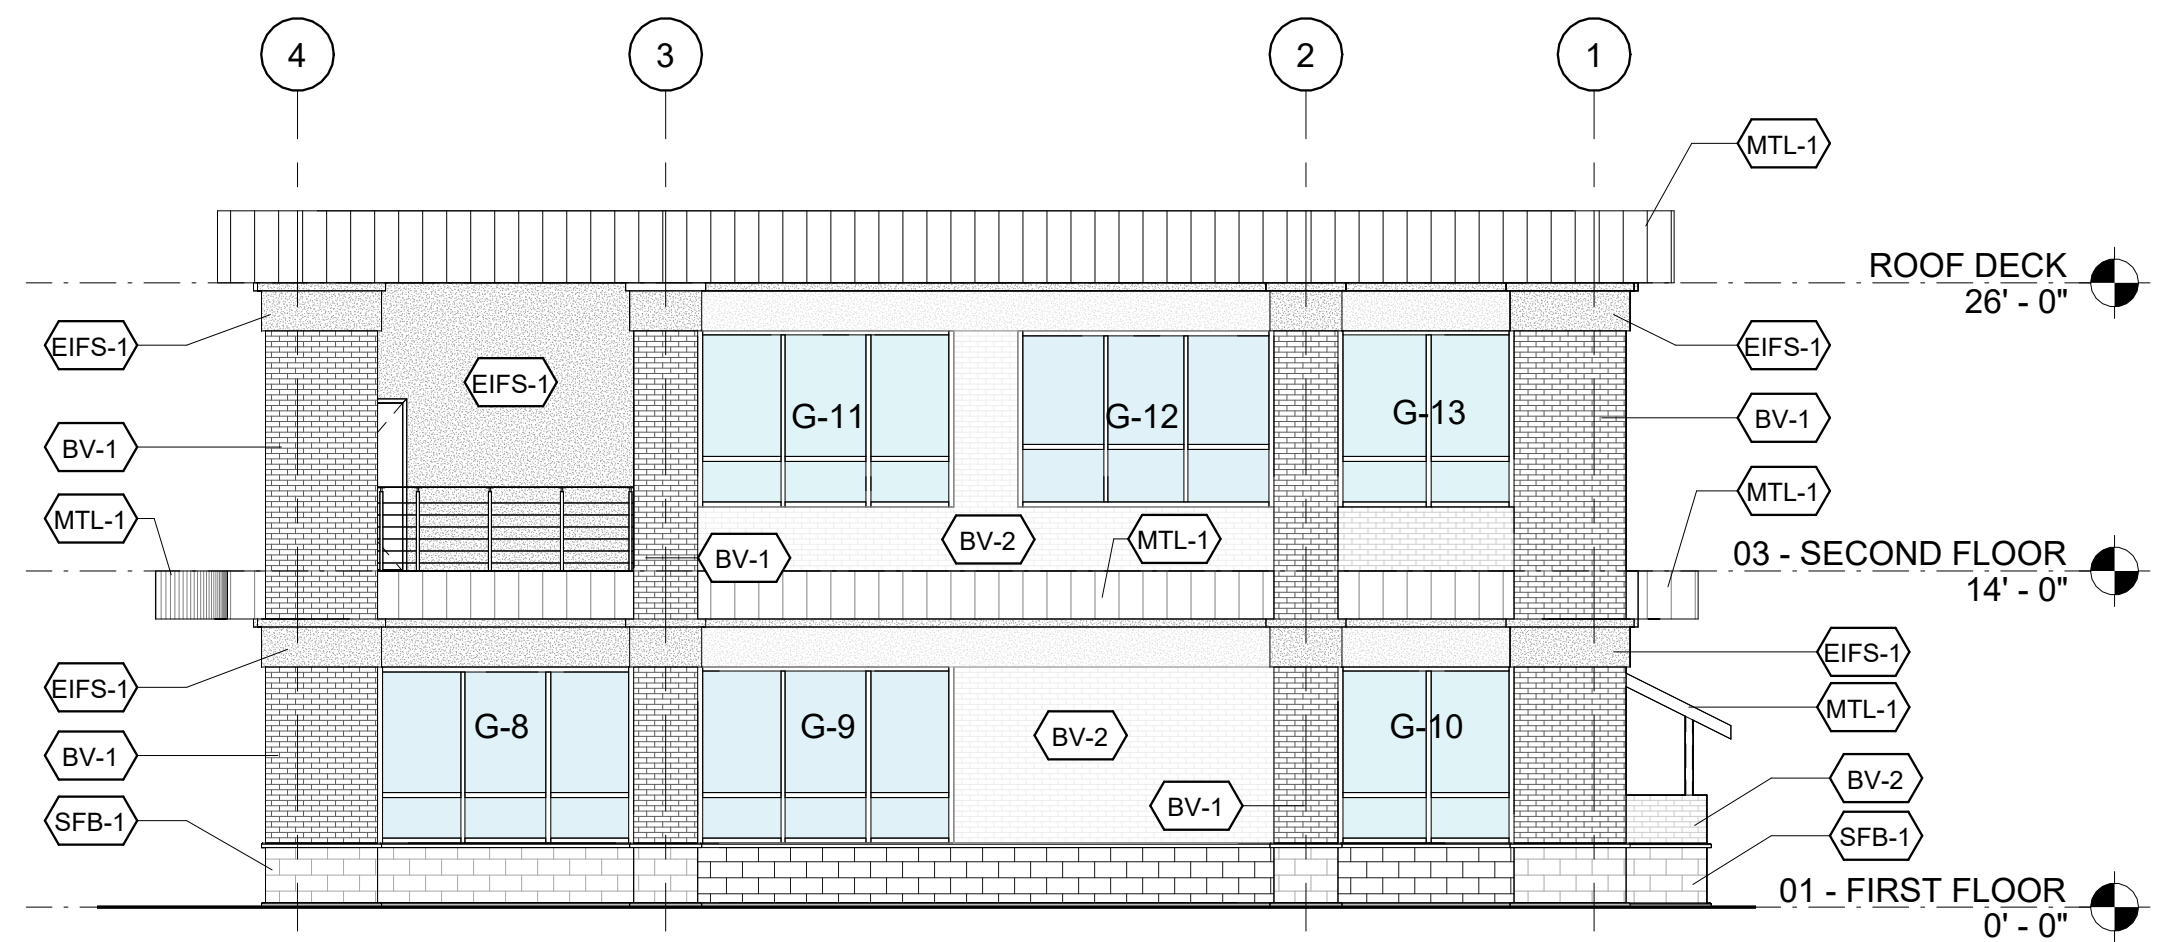 4
3
2
1
MTL-1
ROOF DECK
26' - 0"
EIFS-1
EIFS-1
EIFS-1
G-11
G-12
G-13
BV-1
BV-1
MTL-1
MTL-1
BV-1
BV-2
MTL-1
03 - SECOND FLOOR
14' - 0"
EIFS-1
EIFS-1
MTL-1
G-8
G-9
G-10
BV-2
BV-1
BV-1
BV-2
SFB-1
SFB-1
01 - FIRST FLOOR
0' - 0"